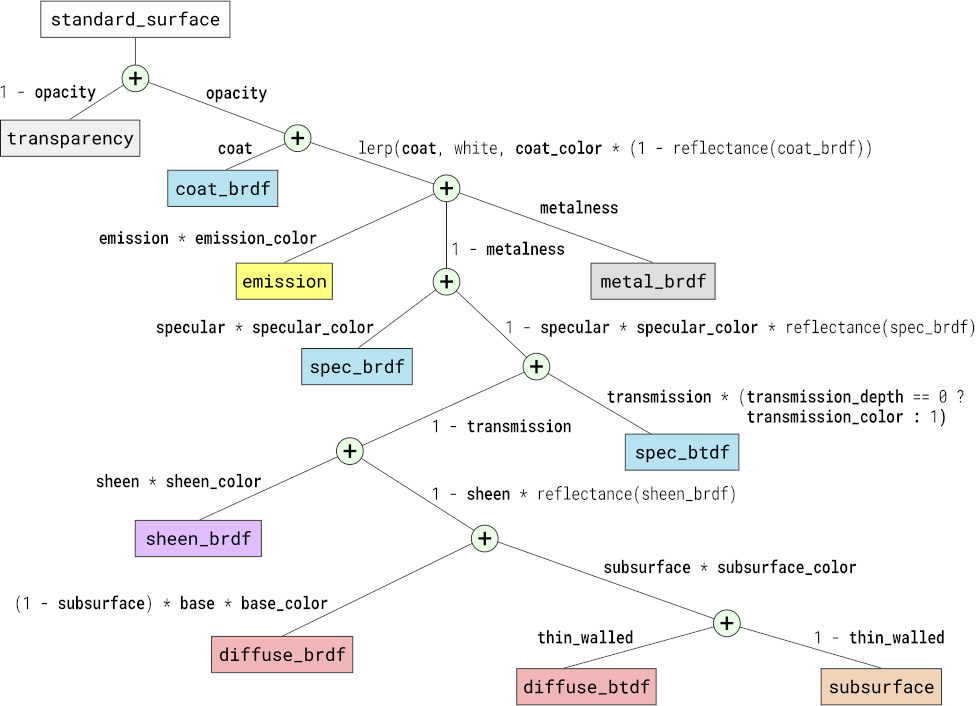 standard_surface
+
1 - opacity
opacity
transparency
+
coat
lerp(coat, white, coat_color * (1 - reflectance(coat_brdf))
coat_brdf
+
metalness
emission * emission_color
1 - metalness
emission
+
metal_brdf
specular * specular_color
1 - specular * specular_color * reflectance(spec_brdf)
spec_brdf
+
transmission * (transmission_depth == 0 ?
transmission_color : 1)
1 - transmission
+
spec_btdf
sheen * sheen_color
1 - sheen * reflectance(sheen_brdf)
sheen_brdf
+
subsurface * subsurface_color
(1 - subsurface) * base * base_color
+
thin_walled
1 - thin_walled
diffuse_brdf
diffuse_btdf
subsurface